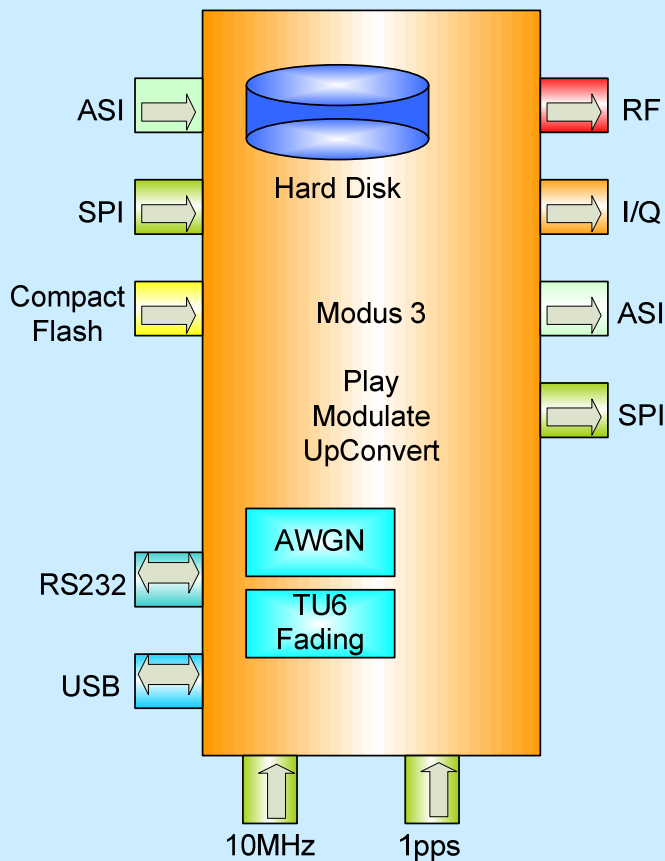 ASI
RF
Hard Disk
SPI
I/Q
Compact
Flash
Modus 3
ASI
Play
Modulate
UpConvert
SPI
AWGN
RS232
TU6
Fading
USB
10MHz
1pps